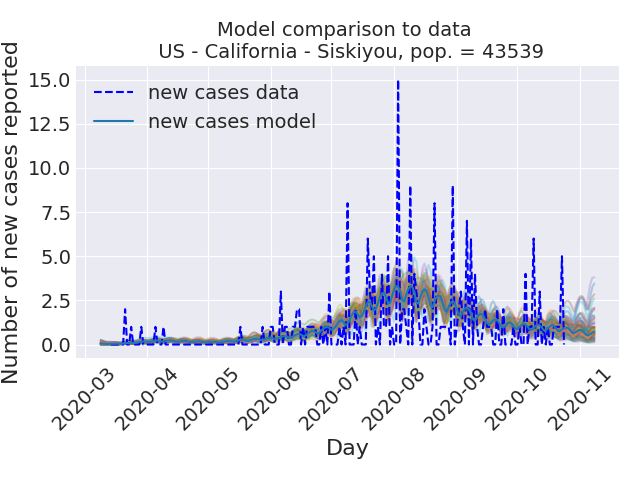 Model comparison to data
US - California - Siskiyou, pop. = 43539
Number of new cases reported
15.0
12.5
10.0
7.5
5.0
2.5
0.0
new cases data
new cases model
2020-03
2020-04
2020-05
2020-06
2020-07
2020-08
2020-09
2020-10
2020-11
Day